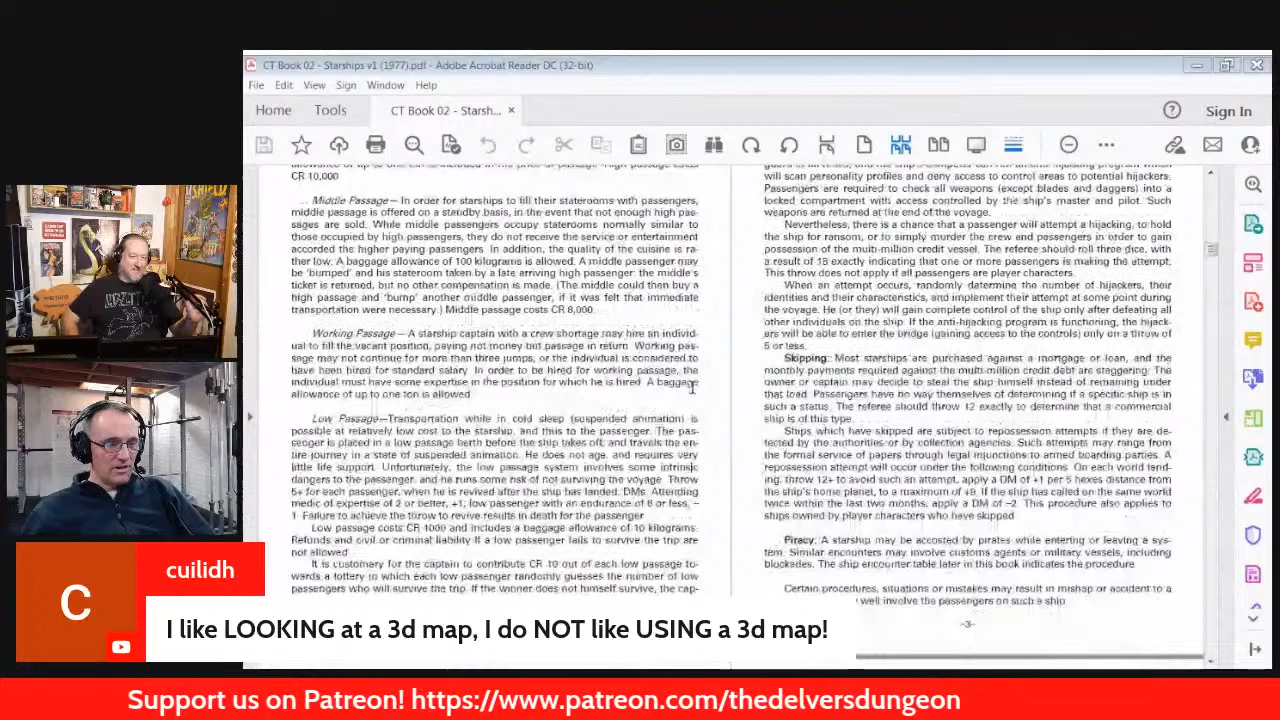 CT Book 02 - Starships v1 (1977).pdf - Adobe Acrobat Reader DC (32-bit)
File Edit View Sign Window Help
Home Tools CT Book 02 - Starsh... × Sign In
CR 10,000
Middle Passage— In order for starships to fill their staterooms with passengers,
middle passage is offered on a standby basis, in the event that not enough high pas-
sages are sold. While middle passengers occupy staterooms normally similar to
those occupied by high passengers, they do not receive the service or entertainment
accorded the higher paying passengers. In addition, the quality of the cuisine is ra-
ther low. A baggage allowance of 100 kilograms is allowed. A middle passenger may
be 'bumped' and his stateroom taken by a late arriving high passenger: the middle's
ticket is returned, but no other compensation is made. (The middle could then buy a
high passage and 'bump' another middle passenger, if it was felt that immediate
transportation were necessary.) Middle passage costs CR 8,000.
Working Passage— A starship captain with a crew shortage may hire an individ-
ual to fill the vacant position, paying not money but passage in return. Working pas-
sage may not continue for more than three jumps, or the individual is considered to
have been hired for standard salary. In order to be hired for working passage, the
individual must have some expertise in the position for which he is hired. A baggage
allowance of up to one ton is allowed
Low Passage—Transportation while in cold sleep (suspended animation) is
possible at relatively low cost to the starship, and thus to the passenger. The pas-
senger is placed in a low passage berth before the ship takes off, and travels the en-
tire journey in a state of suspended animation. He does not age, and requires very
little life support. Unfortunately, the low passage system involves some intrinsic
dangers to the passenger, and he runs some risk of not surviving the voyage. Throw
5+ for each passenger, when he is revived after the ship has landed. DMs. Attending
medic of expertise of 2 or better, +1; low passenger with an endurance of 6 or less, –
1 Failure to achieve the throw to revive results in death for the passenger
Low passage costs CR 1000 and includes a baggage allowance of 10 kilograms.
Refunds and civil or criminal liability if a low passenger fails to survive the trip are
not allowed
It is customary for the captain to contribute CR 10 out of each low passage to-
wards a lottery in which each low passenger randomly guesses the number of low
passengers who will survive the trip. If the winner does not himself survive, the cap-
will scan personality profiles and deny access to control areas to potential hijackers.
Passengers are required to check all weapons (except blades and daggers) into a
locked compartment with access controlled by the ship's master and pilot. Such
weapons are returned at the end of the voyage.
Nevertheless, there is a chance that a passenger will attempt a hijacking, to hold
the ship for ransom, or to simply murder the crew and passengers in order to gain
possession of the multi-million credit vessel. The referee should roll three dice, with
a result of 18 exactly indicating that one or more passengers is making the attempt.
This throw does not apply if all passengers are player characters.
When an attempt occurs, randomly determine the number of hijackers, their
identities and their characteristics, and implement their attempt at some point during
the voyage. He (or they) will gain complete control of the ship only after defeating all
other individuals on the ship. If the anti-hijacking program is functioning, the hijack-
ers will be able to enter the bridge (gaining access to the controls) only on a throw of
5 or less.
Skipping: Most starships are purchased against a mortgage or loan, and the
monthly payments required against the multi-million credit debt are staggering. The
owner or captain may decide to steal the ship himself instead of remaining under
that load. Passengers have no way themselves of determining if a specific ship is in
such a status. The referee should throw 12 exactly to determine that a commercial
ship is of this type.
Ships which have skipped are subject to repossession attempts if they are de-
tected by the authorities or by collection agencies. Such attempts may range from
the formal service of papers through legal injunctions to armed boarding parties. A
repossession attempt will occur under the following conditions. On each world land-
ing, throw 12+ to avoid such an attempt, apply a DM of +1 per 5 hexes distance from
the ship's home planet, to a maximum of +9. If the ship has called on the same world
twice within the last two months, apply a DM of –2. This procedure also applies to
ships owned by player characters who have skipped
Piracy: A starship may be accosted by pirates while entering or leaving a sys-
tem. Similar encounters may involve customs agents or military vessels, including
blockades. The ship encounter table later in this book indicates the procedure
Certain procedures, situations or mistakes may result in mishap or accident to a
well involve the passengers on such a ship
-3-
C
cuilidh
I like LOOKING at a 3d map, I do NOT like USING a 3d map!
Support us on Patreon! https://www.patreon.com/thedelversdungeon